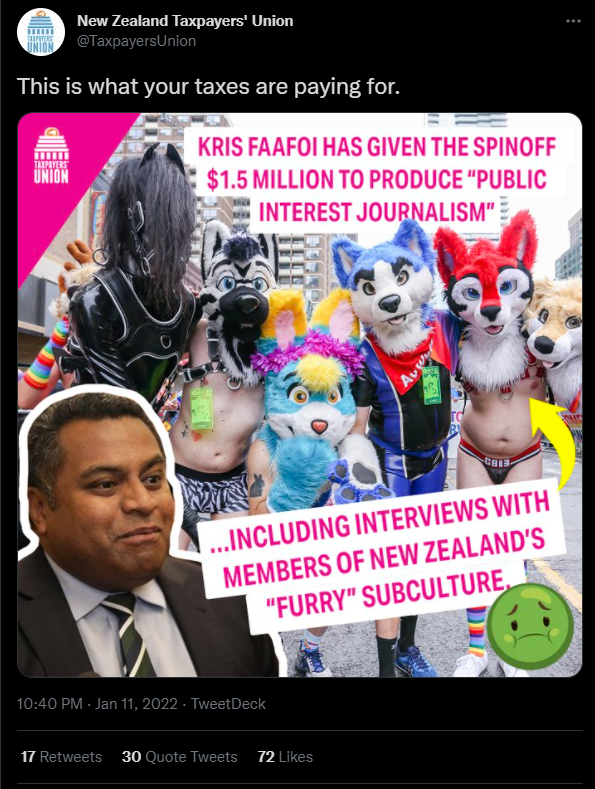 New Zealand Taxpayers' Union
@TaxpayersUnion
This is what your taxes are paying for.
TAXPAYERS'
UNION
TAXPAYERS'
UNION
KRIS FAAFOI HAS GIVEN THE SPINOFF
$1.5 MILLION TO PRODUCE "PUBLIC
INTEREST JOURNALISM"
...INCLUDING INTERVIEWS WITH
MEMBERS OF NEW ZEALAND'S
"FURRY" SUBCULTURE.
10:40 PM · Jan 11, 2022 · TweetDeck
17 Retweets 30 Quote Tweets 72 Likes